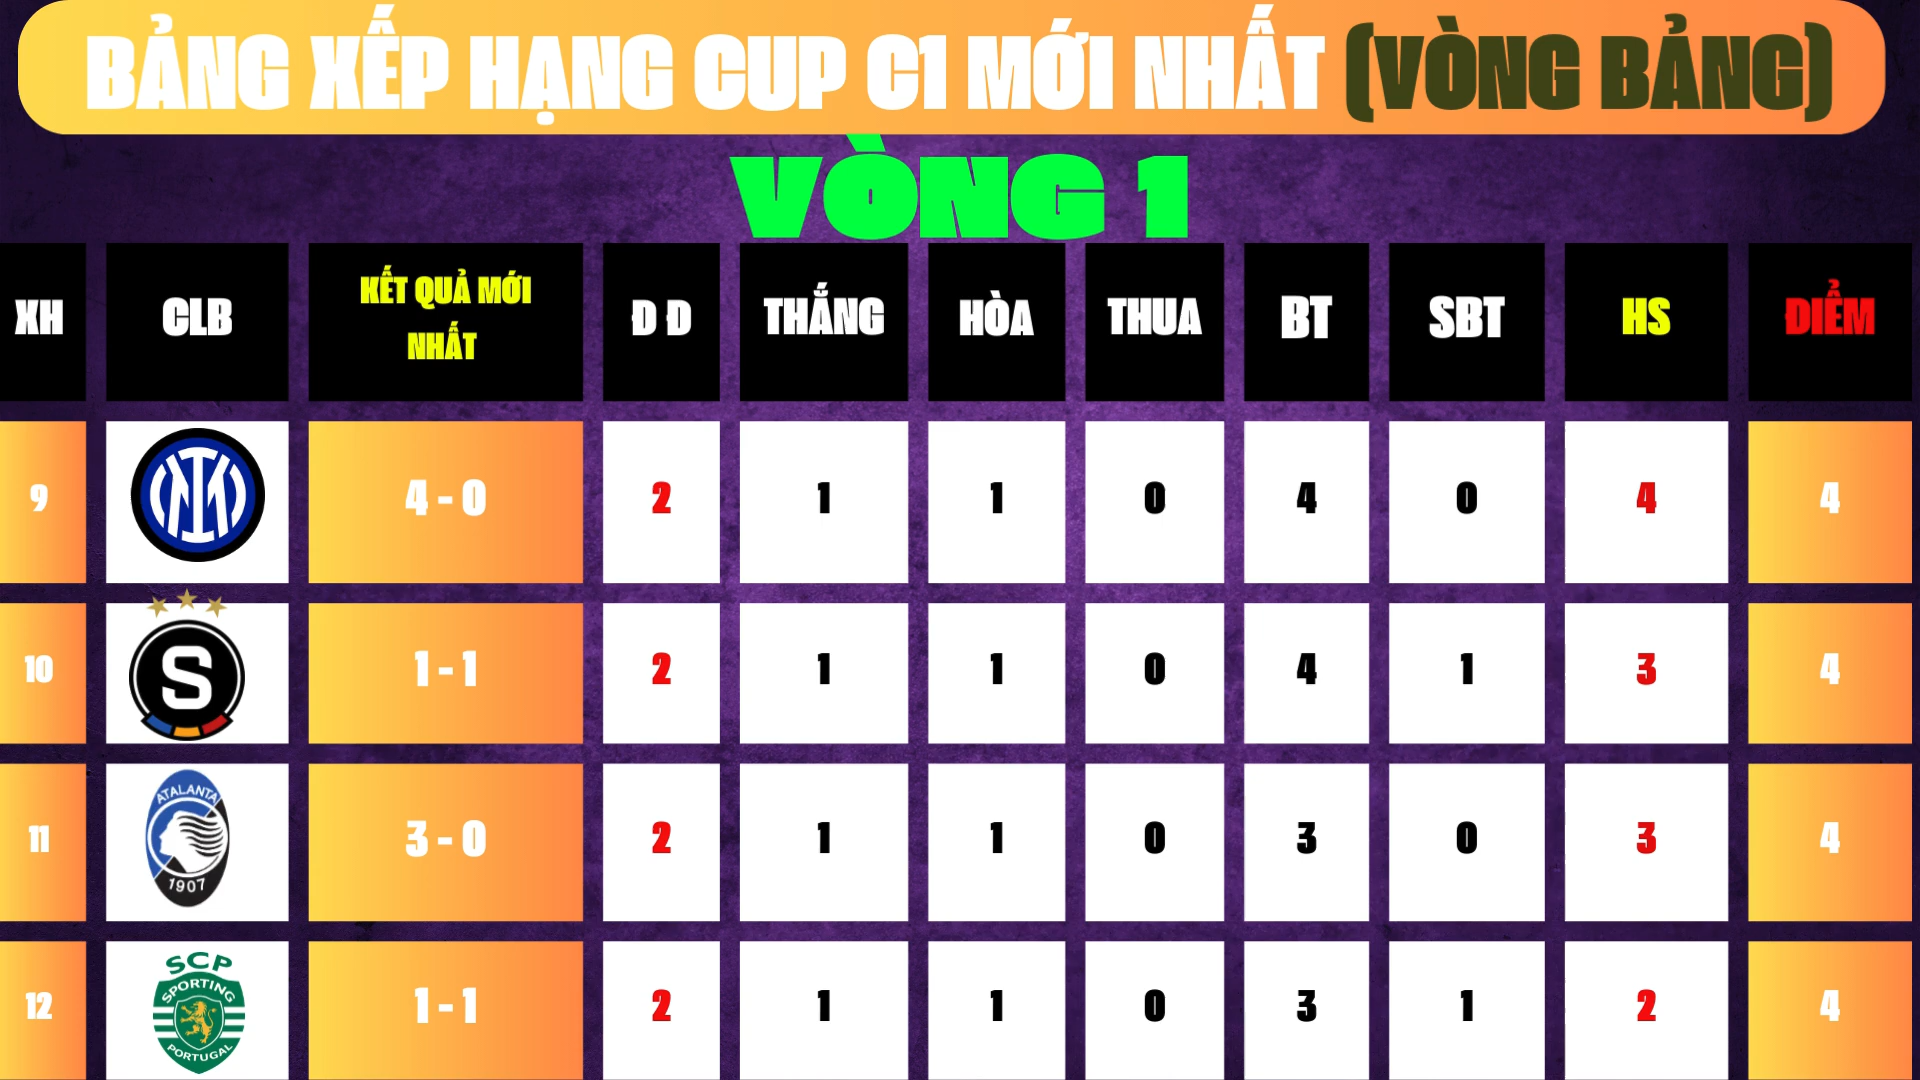 BẢNG XẾP HẠNG CUP C1 MỚI NHẤT (VÒNG BẢNG)
VÒNG 1
XH CLB KẾT QUẢ MỚI NHẤT Đ Đ THẮNG HÒA THUA BT SBT HS ĐIỂM
9 4 - 0 2 1 1 0 4 0 4 4
S
10 1 - 1 2 1 1 0 4 1 3 4
ATALANTA
1907
11 3 - 0 2 1 1 0 3 0 3 4
SCP
SPORTING
PORTUGAL
12 1 - 1 2 1 1 0 3 1 2 4